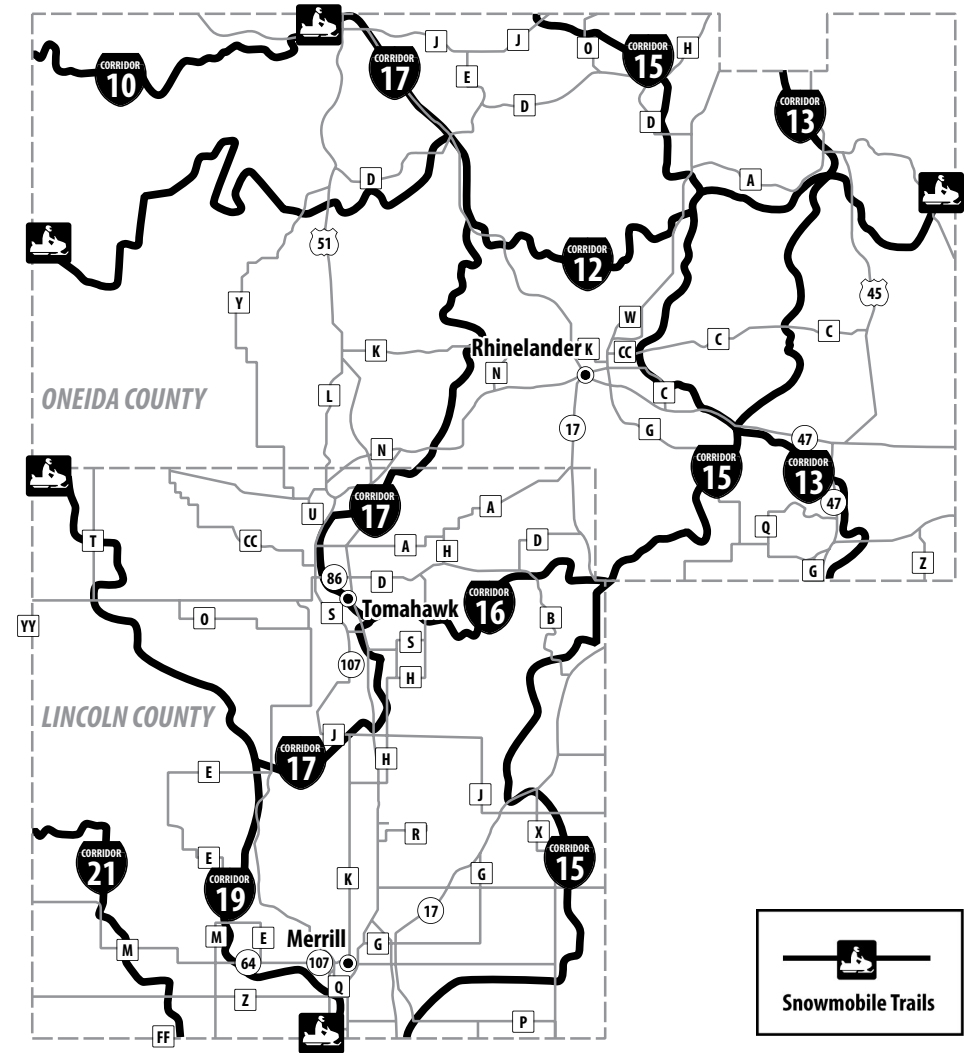 J
J
O
H
CORRIDOR
10
CORRIDOR
17
E
CORRIDOR
15
D
CORRIDOR
13
D
D
A
51
CORRIDOR
12
Y
45
W
C
C
K
Rhinelander
K
CC
N
L
C
ONEIDA COUNTY
17
G
47
N
CORRIDOR
15
CORRIDOR
13
CORRIDOR
17
47
U
A
Q
T
CC
A
H
D
G
Z
86
D
Tomahawk
CORRIDOR
16
YY
O
S
B
S
107
H
LINCOLN COUNTY
J
CORRIDOR
17
H
E
J
R
X
E
CORRIDOR
21
CORRIDOR
19
K
G
CORRIDOR
15
17
M
M
E
Merrill
G
64
107
Q
Z
FF
P
Snowmobile Trails